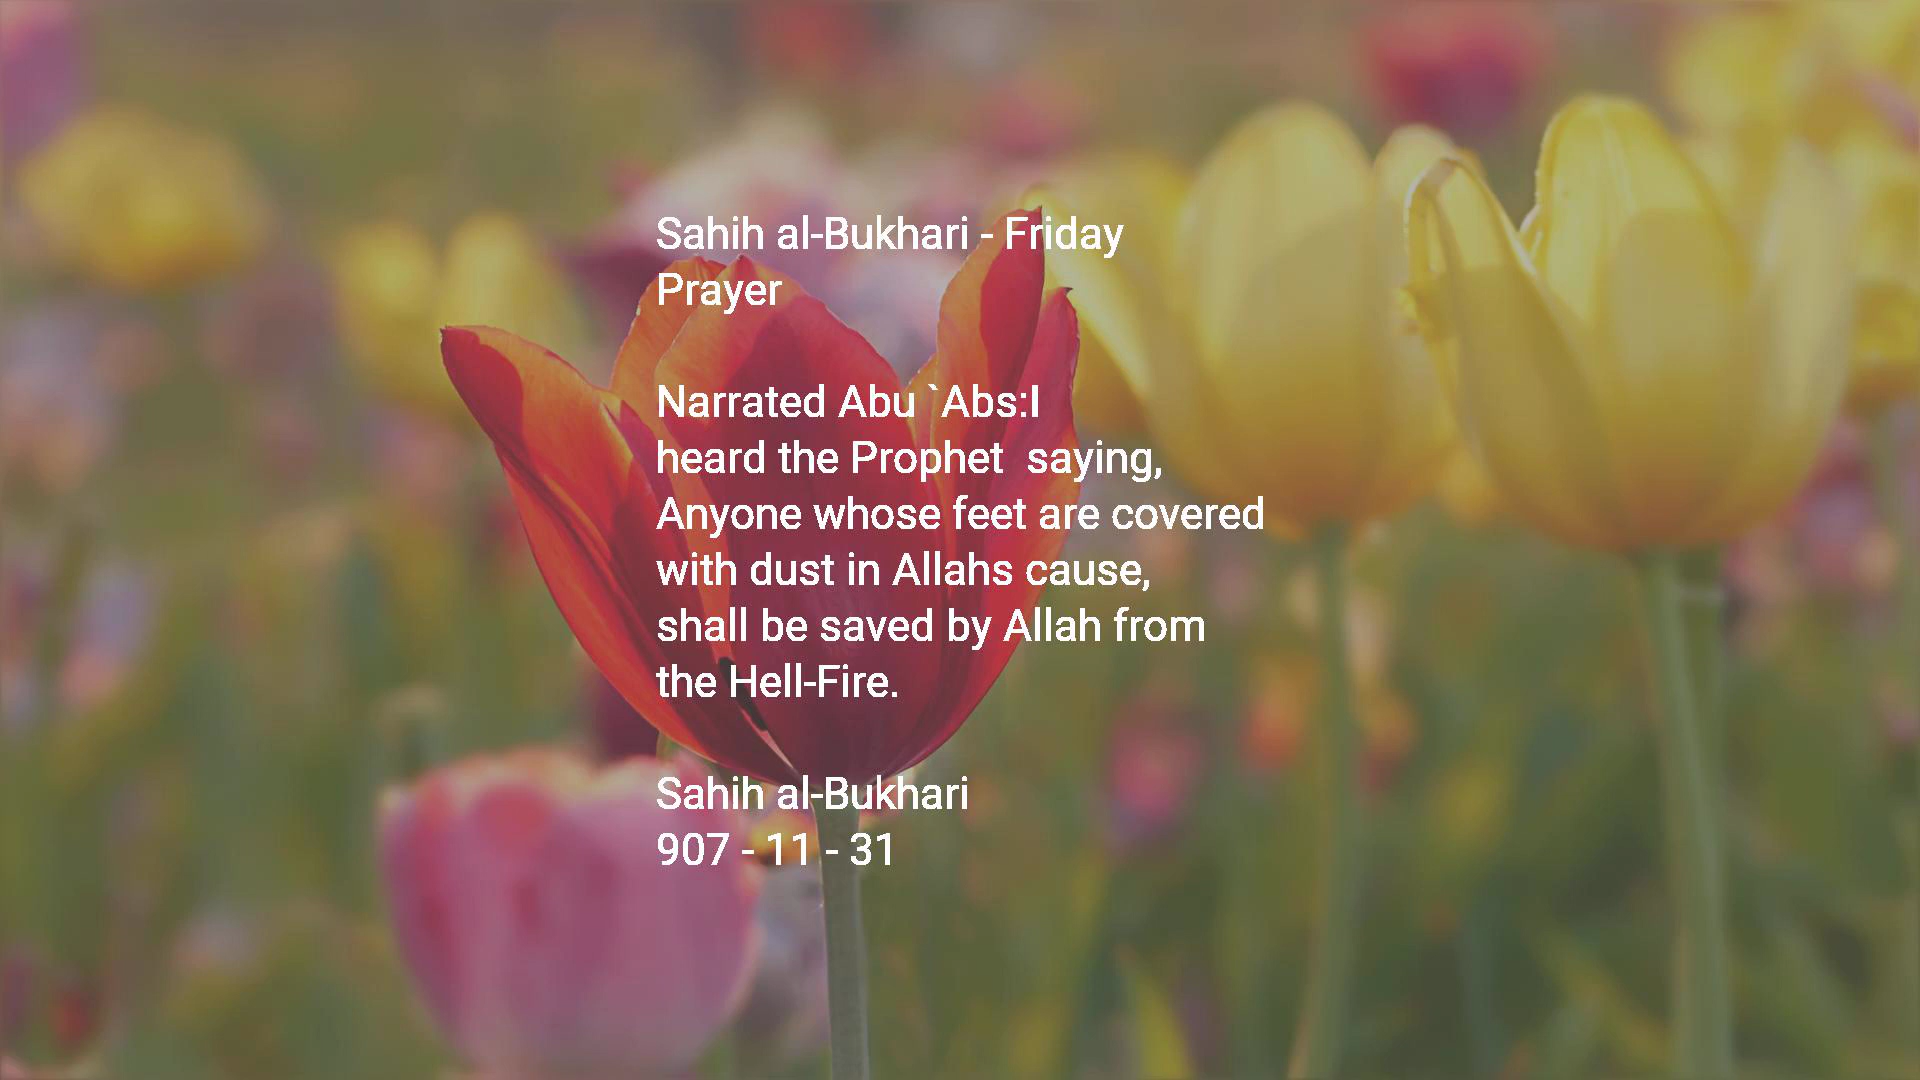 Sahih al-Bukhari - Friday
Prayer
Narrated Abu `Abs:I
heard the Prophet  saying,
Anyone whose feet are covered
with dust in Allahs cause,
shall be saved by Allah from
the Hell-Fire.
Sahih al-Bukhari
907 - 11 - 31